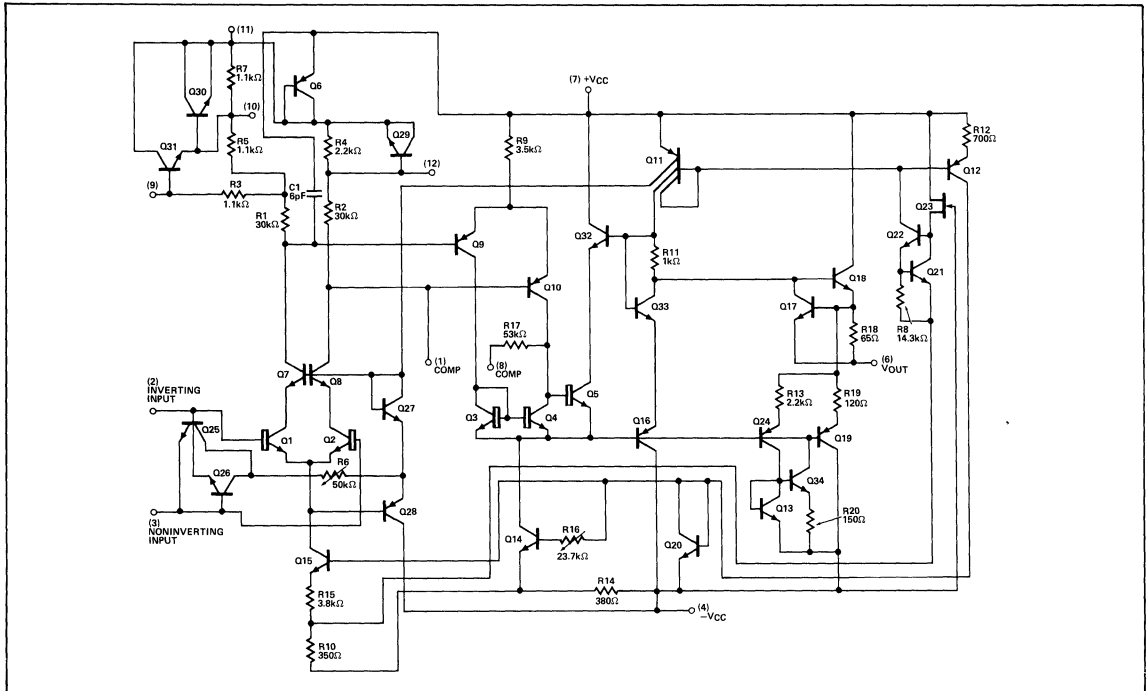 (11)
R7
1.1kΩ
Q30
Q6
(7) +VCC
(10)
R5
1.1kΩ
R4
2.2kΩ
Q29
R9
3.5kΩ
Q11
R12
700Ω
Q12
Q31
(9)
R3
1.1kΩ
C1
6pF
(12)
Q23
R1
30kΩ
R2
30kΩ
Q9
Q32
R11
1kΩ
Q22
Q21
Q10
Q33
Q18
Q17
R18
65Ω
R8
14.3kΩ
R17
53kΩ
(1)
COMP
(8)
COMP
(6)
VOUT
Q7
Q8
Q5
R13
2.2kΩ
R19
120Ω
(2)
INVERTING
INPUT
Q27
Q3
Q4
Q16
Q24
Q19
Q25
Q1
Q2
Q26
R6
50kΩ
Q34
Q13
R20
150Ω
(3)
NONINVERTING
INPUT
Q28
Q14
R16
23.7kΩ
Q20
Q15
R14
380Ω
R15
3.8kΩ
(4)
−VCC
R10
350Ω